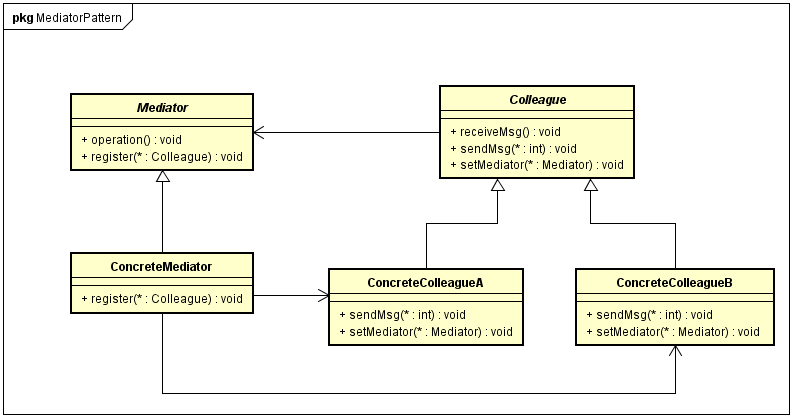 pkg MediatorPattern
Mediator
+ operation() : void
+ register(* : Colleague) : void
Colleague
+ receiveMsg() : void
+ sendMsg(* : int) : void
+ setMediator(* : Mediator) : void
ConcreteMediator
+ register(* : Colleague) : void
ConcreteColleagueA
+ sendMsg(* : int) : void
+ setMediator(* : Mediator) : void
ConcreteColleagueB
+ sendMsg(* : int) : void
+ setMediator(* : Mediator) : void